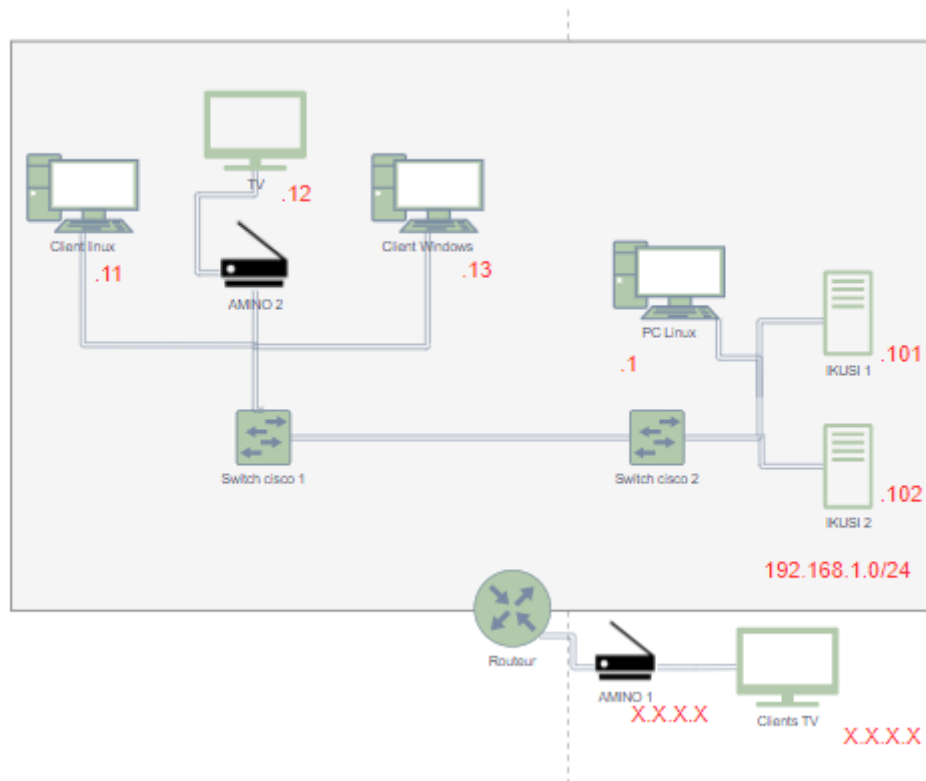 TV
.12
Client linux
.11
Client Windows
.13
AMINO 2
PC Linux
.1
IKUSI 1
.101
Switch cisco 1
Switch cisco 2
.102
IKUSI 2
192.168.1.0/24
Routeur
AMINO 1
X.X.X.X
Clients TV
X.X.X.X